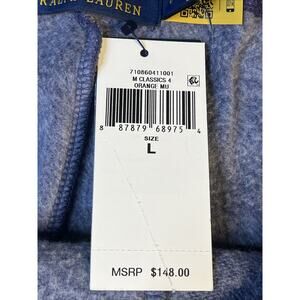 RALPH LAUREN
710860411001
M CLASSICS 4
ORANGE MU
8 87879 68975 4
SIZE
L
MSRP $148.00